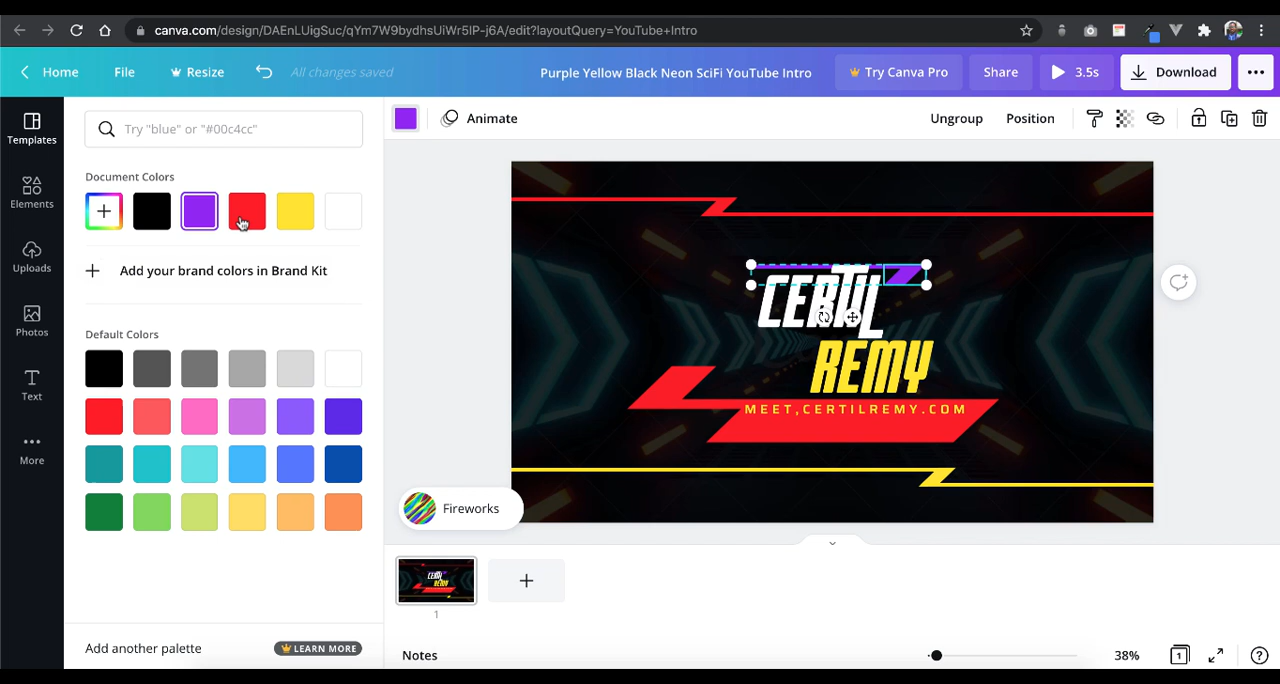 canva.com/design/DAEnLUigSuc/qYm7W9bydhsUiWr5IP-j6A/edit?layoutQuery=YouTube+Intro
Home File Resize All changes saved Purple Yellow Black Neon SciFi YouTube Intro Try Canva Pro Share 3.5s Download
Templates
Elements
Uploads
Photos
Text
More
Try "blue" or "#00c4cc"
Document Colors
Add your brand colors in Brand Kit
Default Colors
Add another palette LEARN MORE
Animate Ungroup Position
CERTIL
REMY
MEET,CERTILREMY.COM
Fireworks
1
Notes 38% 1